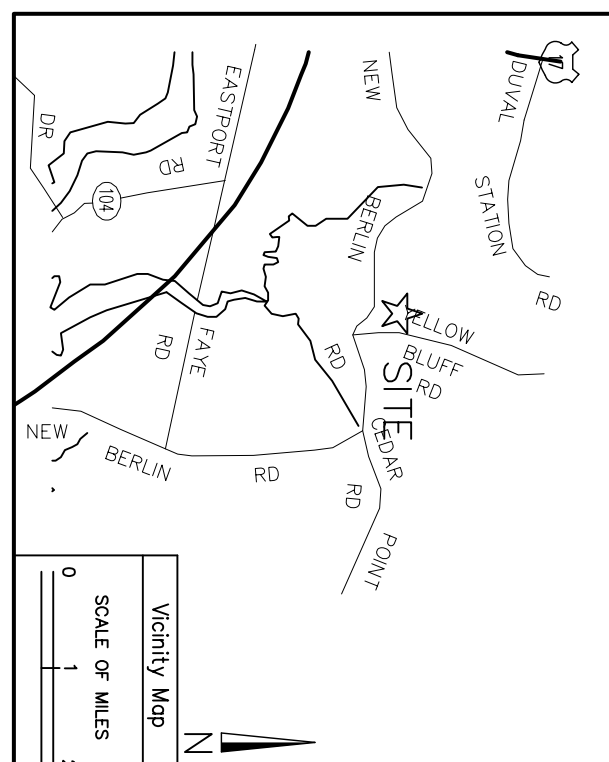 17
DUVAL
STATION
RD
NEW
BERLIN
RD
YELLOW
BLUFF
RD
SITE
CEDAR
POINT
RD
EASTPORT
RD
104
DR
FAYE
RD
NEW
BERLIN
RD
N
Vicinity Map
SCALE OF MILES
0 1